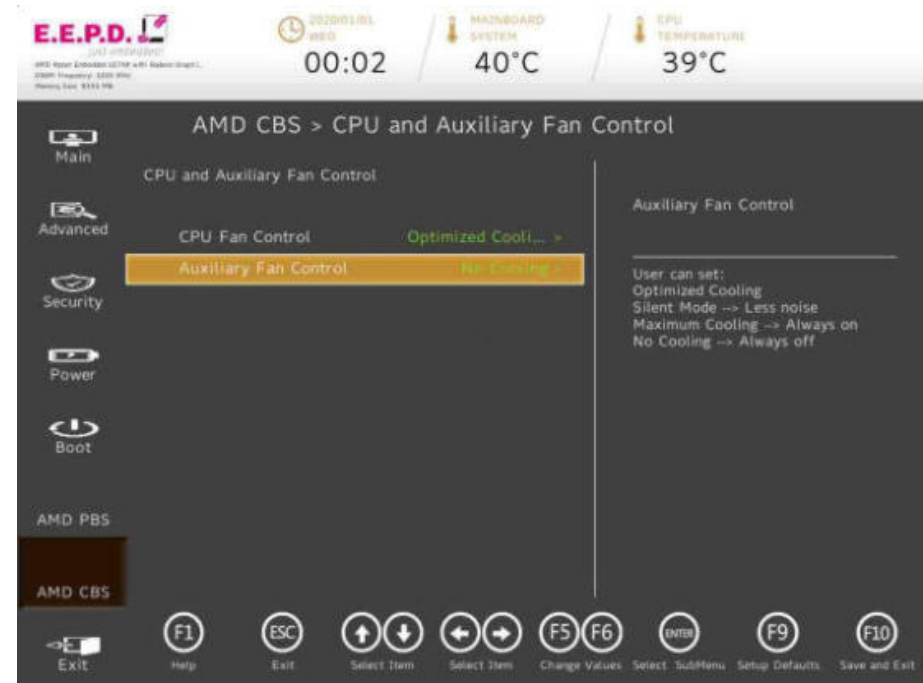 E.E.P.D.
just embedded!
2020/01/01
WED
00:02
MAINBOARD
SYSTEM
40°C
CPU
TEMPERATURE
39°C
AMD CBS > CPU and Auxiliary Fan Control
Main
Advanced
Security
Power
Boot
AMD PBS
AMD CBS
Exit
CPU and Auxiliary Fan Control
CPU Fan Control Optimized Cooli... >
Auxiliary Fan Control No Cooling >
Auxiliary Fan Control
User can set:
Optimized Cooling
Silent Mode --> Less noise
Maximum Cooling --> Always on
No Cooling --> Always off
F1 ESC F5 F6 ENTER F9 F10
Help Exit Select Item Select Item Change Values Select SubMenu Setup Defaults Save and Exit